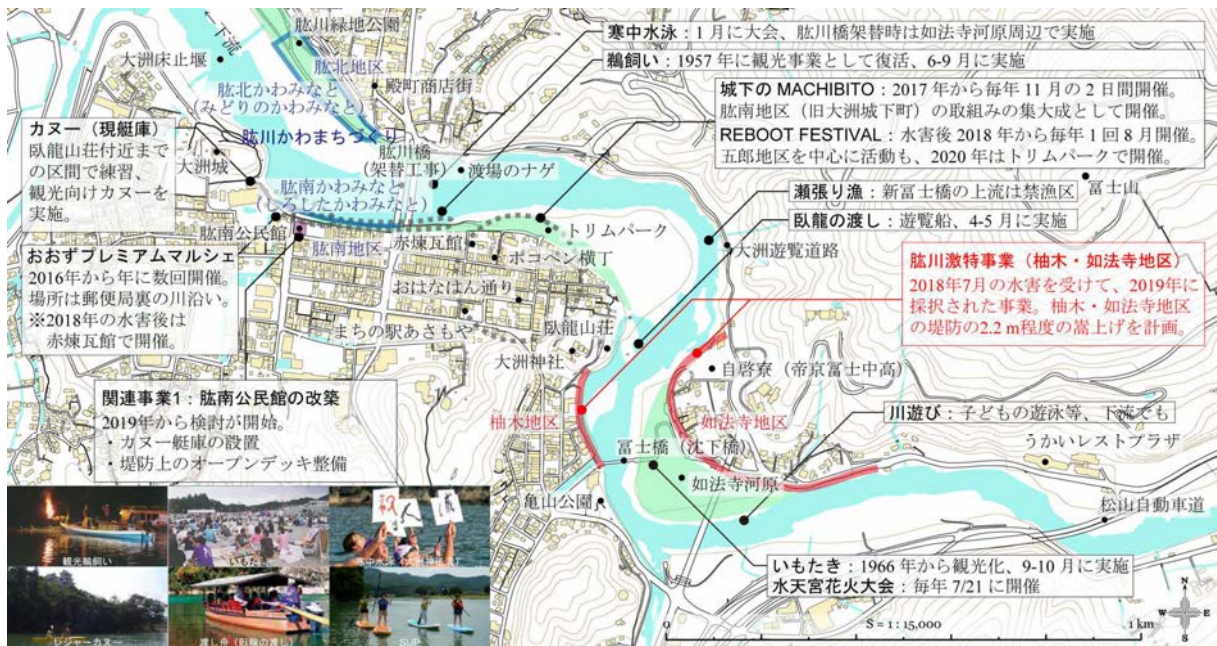 ←下流
肱川緑地公園
大洲床止堰
肱北地区
殿町商店街
肱北かわみなと
(みどりのかわみなと)
肱川かわまちづくり
寒中水泳：1月に大会、肱川橋架替時は如法寺河原周辺で実施
鵜飼い：1957年に観光事業として復活、6-9月に実施
城下のMACHIBITO：2017年から毎年11月の2日間開催。
肱南地区（旧大洲城下町）の取組みの集大成として開催。
REBOOT FESTIVAL：水害後2018年から毎年1回8月開催。
五郎地区を中心に活動も、2020年はトリムパークで開催。
カヌー（現艇庫）
臥龍山荘付近まで
の区間で練習、
観光向けカヌーを
実施。
大洲城
肱川橋
(架替工事)
渡場のナゲ
肱南かわみなと
(しろしたかわみなと)
瀬張り漁：新冨士橋の上流は禁漁区
冨士山
臥龍の渡し：遊覧船、4-5月に実施
肱南公民館
肱南地区
赤煉瓦館
トリムパーク
ポコペン横丁
大洲遊覧道路
おおずプレミアムマルシェ
2016年から年に数回開催。
場所は郵便局裏の川沿い。
※2018年の水害後は
赤煉瓦館で開催。
おはなはん通り
まちの駅あさもや
臥龍山荘
大洲神社
肱川激特事業（柚木・如法寺地区）
2018年7月の水害を受けて、2019年に
採択された事業。柚木・如法寺地区
の堤防の2.2 m程度の嵩上げを計画。
自啓寮（帝京冨士中高）
関連事業1：肱南公民館の改築
2019年から検討が開始。
・カヌー艇庫の設置
・堤防上のオープンデッキ整備
柚木地区
如法寺地区
川遊び：子どもの遊泳等、下流でも
うかいレストプラザ
冨士橋（沈下橋）
如法寺河原
亀山公園
松山自動車道
いもたき：1966年から観光化、9-10月に実施
水天宮花火大会：毎年7/21に開催
観光鵜飼い
いもたき
寒中水泳
レジャーカヌー
渡し舟（臥龍の渡し）
SUP
N
W
E
S
0
S = 1 : 15,000
1 km